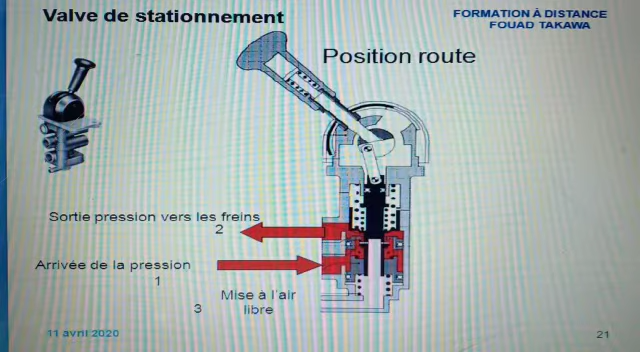 Valve de stationnement
FORMATION À DISTANCE
FOUAD TAKAWA
Position route
Sortie pression vers les freins
2
Arrivée de la pression
1
Mise à l'air
3 libre
11 avril 2020
21